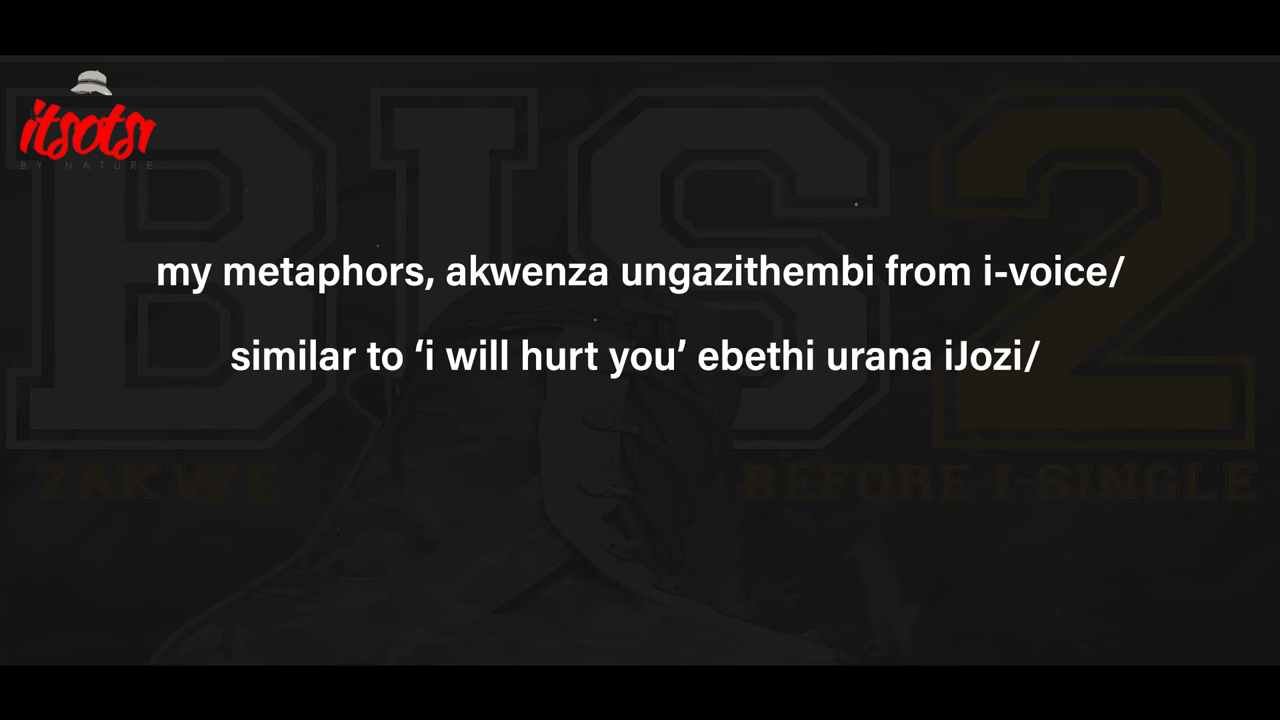 itsotsi
BY NATURE
BIS2
my metaphors, akwenza ungazithembi from i-voice/
similar to ‘i will hurt you’ ebethi urana iJozi/
ZAKWE
BEFORE I-SINGLE